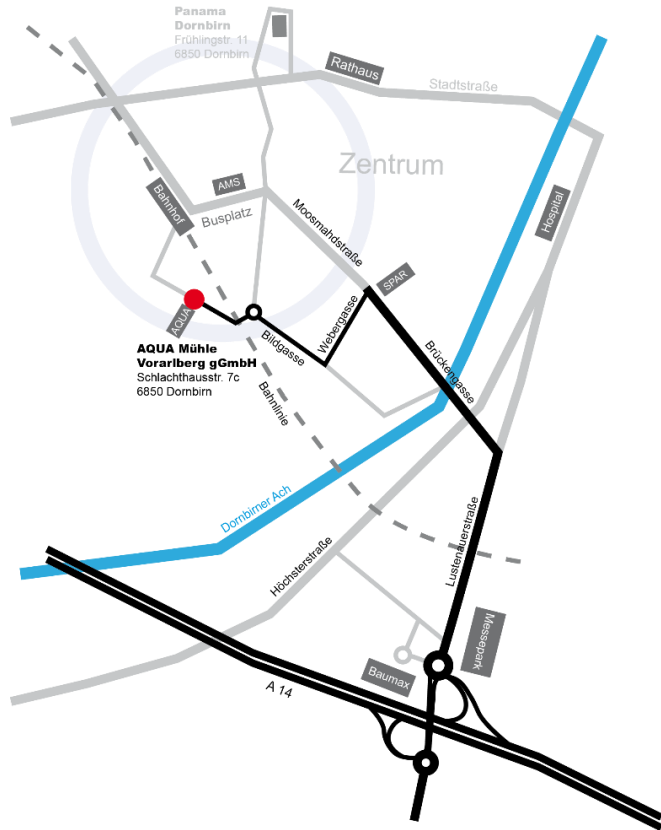 Panama
Dornbirn
Frühlingstr. 11
6850 Dornbirn
Rathaus
Stadtstraße
Zentrum
AMS
Bahnhof
Busplatz
Hospital
Moosmahdstraße
SPAR
AQUA
Webergasse
Bildgasse
Brückengasse
AQUA Mühle
Vorarlberg gGmbH
Schlachthausstr. 7c
6850 Dornbirn
Bahnlinie
Dornbirner Ach
Höchsterstraße
Lustenauerstraße
Messepark
Baumax
A 14